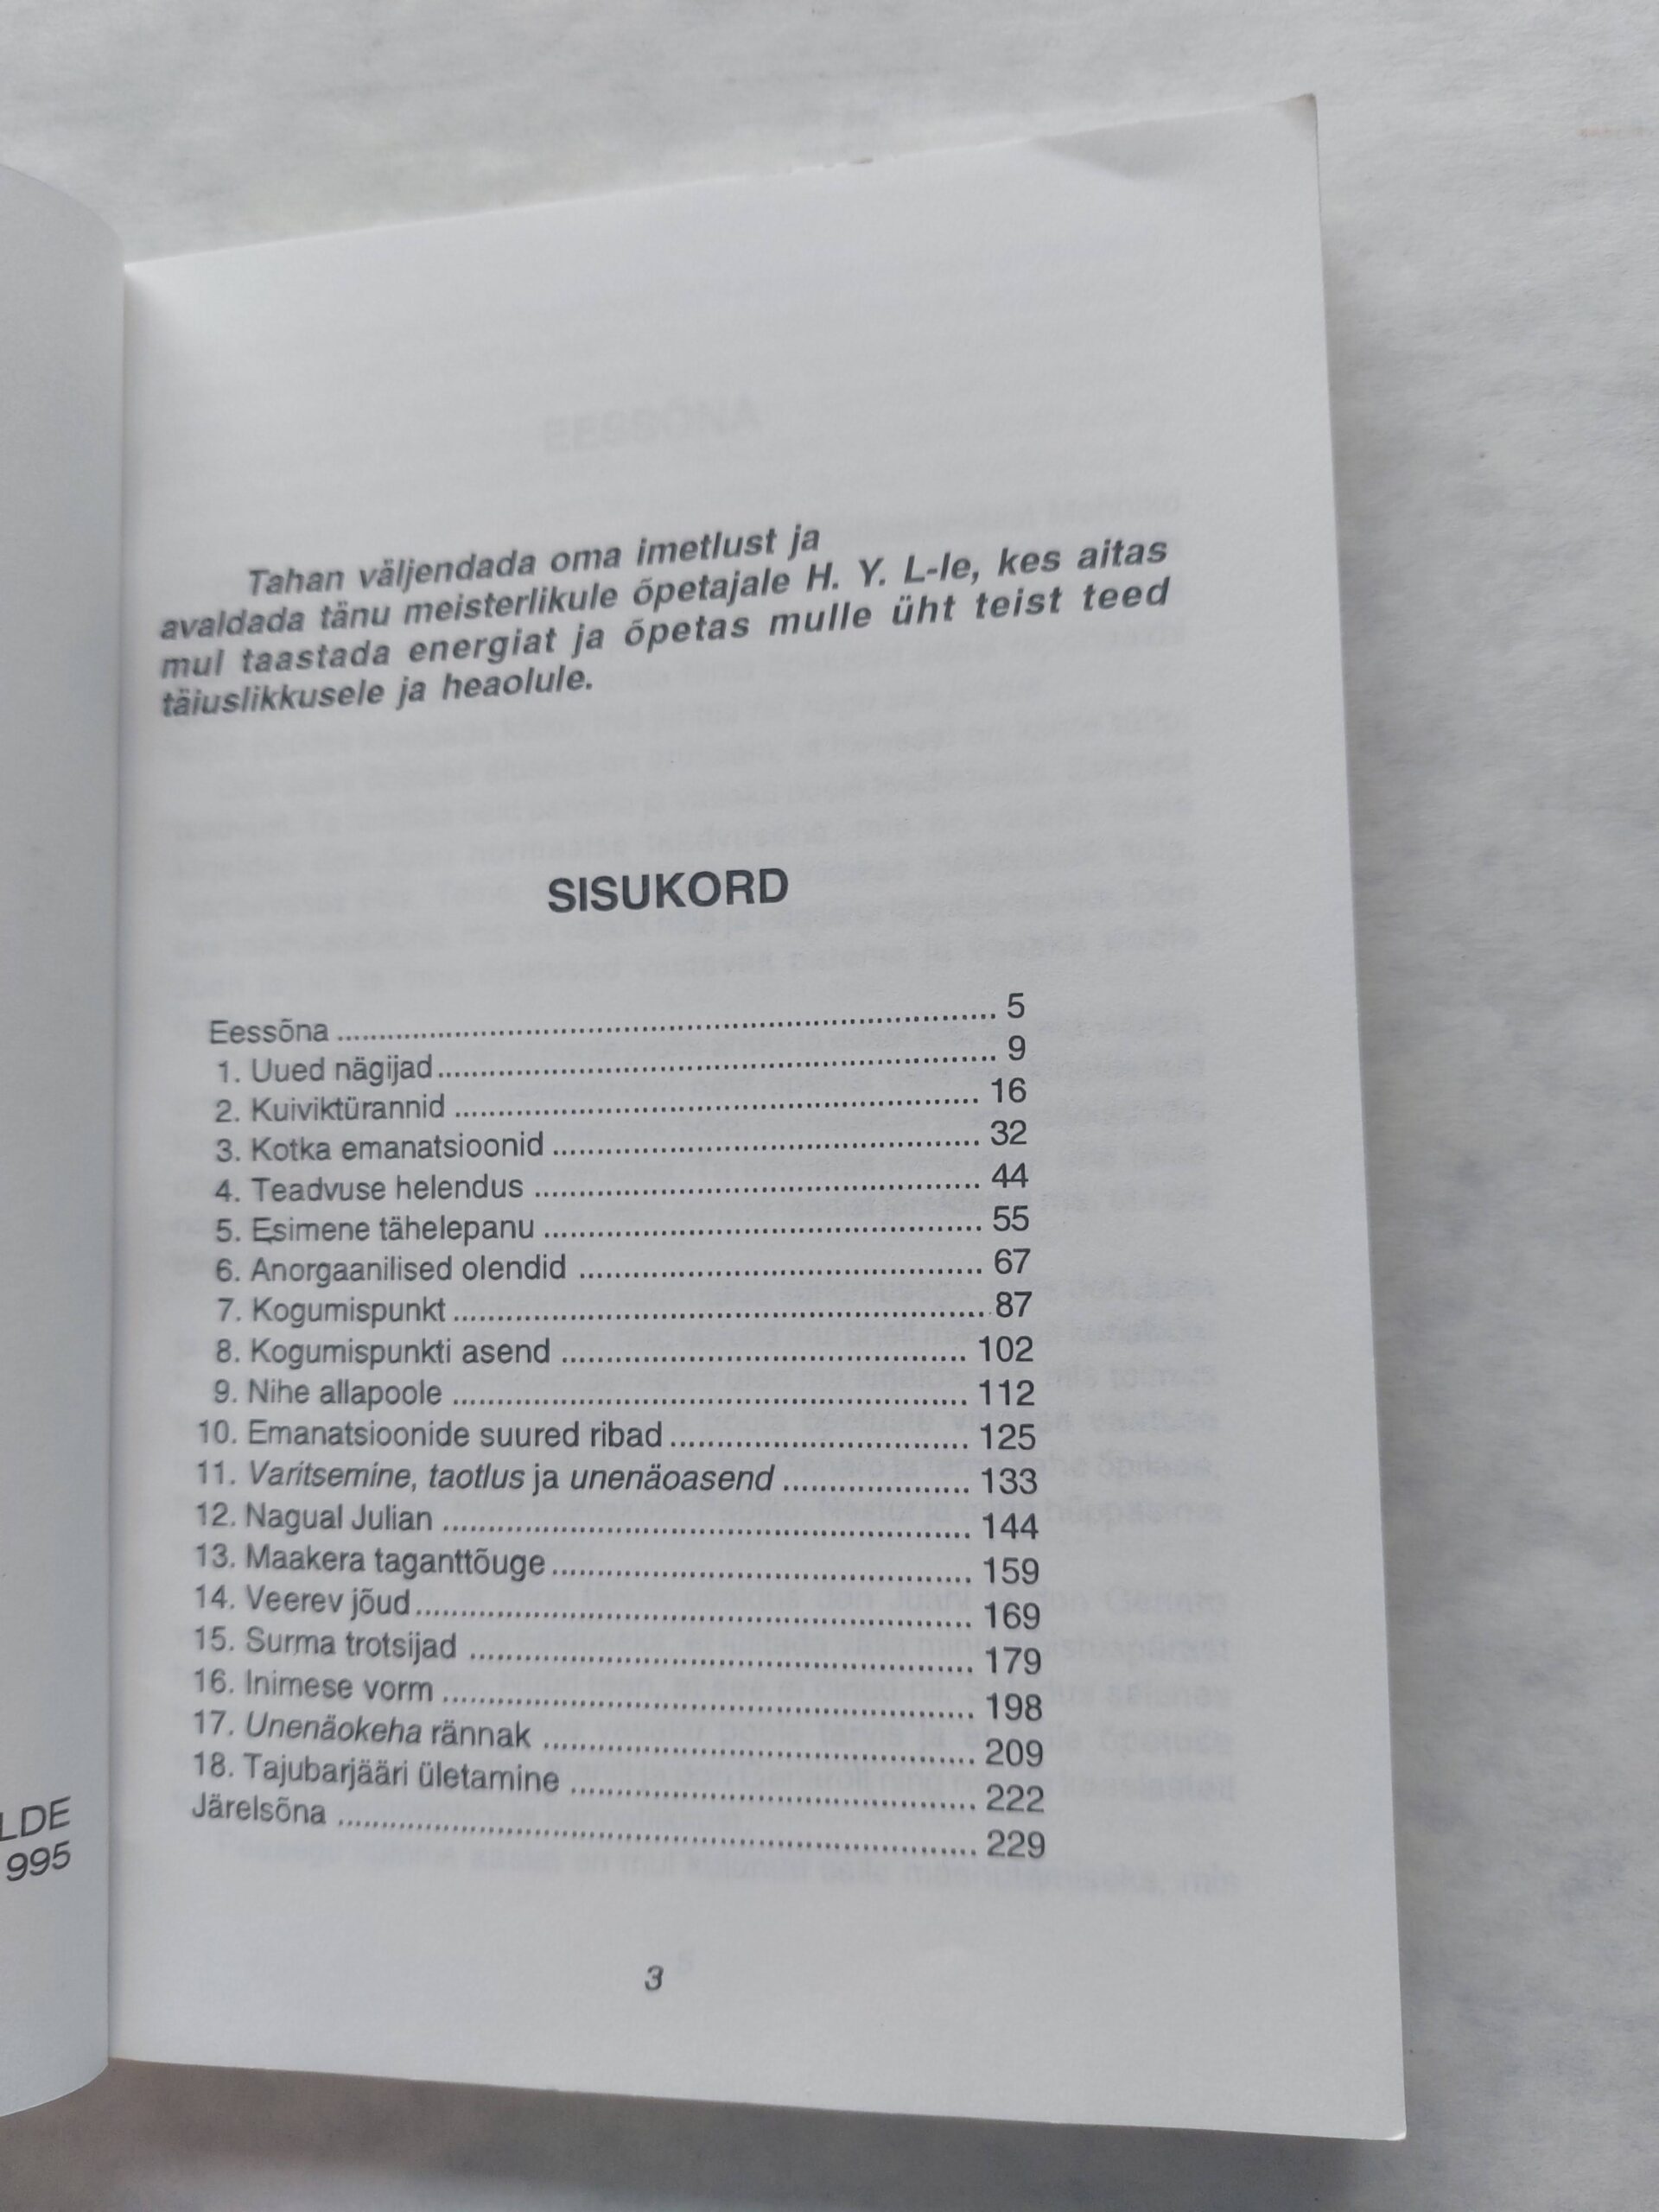 Tahan väljendada oma imetlust ja
avaldada tänu meisterlikule õpetajale H. Y. L-le, kes aitas
mul taastada energiat ja õpetas mulle üht teist teed
täiuslikkusele ja heaolule.
SISUKORD
Eessõna ........ 5
1. Uued nägijad ........ 9
2. Kuiviktürannid ........ 16
3. Kotka emanatsioonid ........ 32
4. Teadvuse helendus ........ 44
5. Esimene tähelepanu ........ 55
6. Anorgaanilised olendid ........ 67
7. Kogumispunkt ........ 87
8. Kogumispunkti asend ........ 102
9. Nihe allapoole ........ 112
10. Emanatsioonide suured ribad ........ 125
11. Varitsemine, taotlus ja unenäoasend ........ 133
12. Nagual Julian ........ 144
13. Maakera taganttõuge ........ 159
14. Veerev jõud ........ 169
15. Surma trotsijad ........ 179
16. Inimese vorm ........ 198
17. Unenäokeha rännak ........ 209
18. Tajubarjääri ületamine ........ 222
Järelsõna ........ 229
3
LDE
995